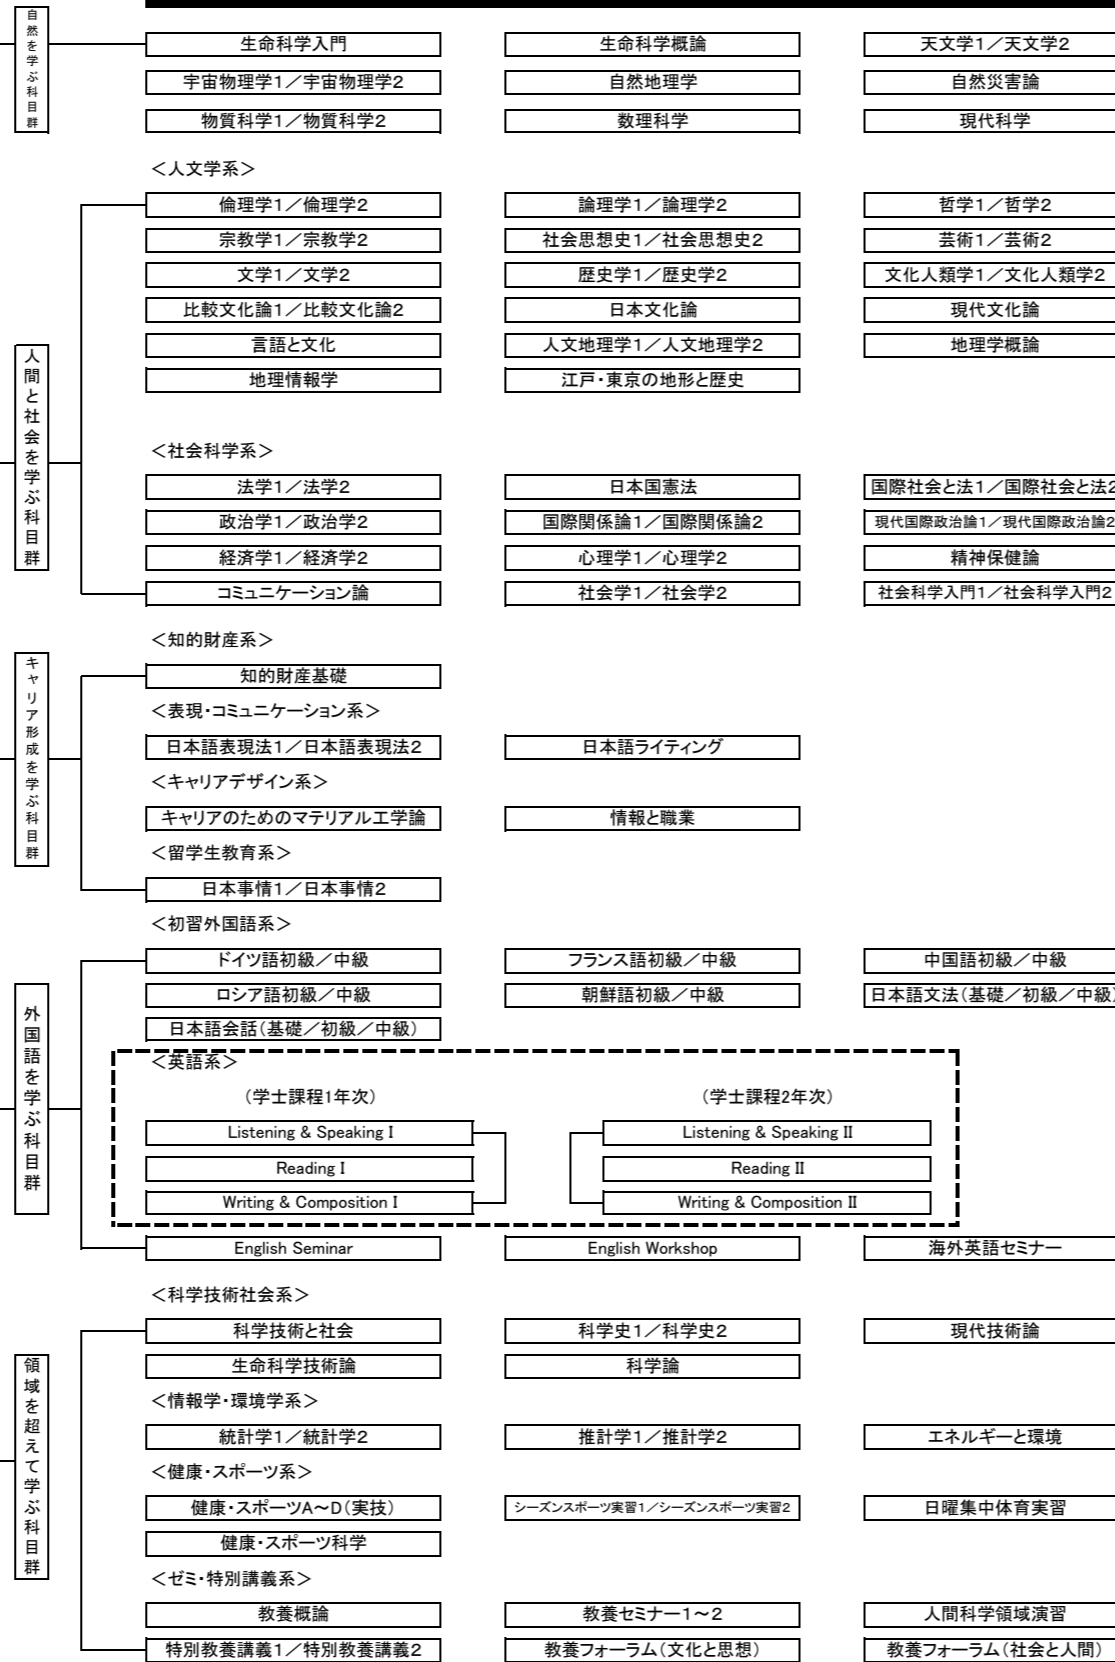 自然を学ぶ科目群
生命科学入門 生命科学概論 天文学1／天文学2
宇宙物理学1／宇宙物理学2 自然地理学 自然災害論
物質科学1／物質科学2 数理科学 現代科学
人間と社会を学ぶ科目群
＜人文学系＞
倫理学1／倫理学2 論理学1／論理学2 哲学1／哲学2
宗教学1／宗教学2 社会思想史1／社会思想史2 芸術1／芸術2
文学1／文学2 歴史学1／歴史学2 文化人類学1／文化人類学2
比較文化論1／比較文化論2 日本文化論 現代文化論
言語と文化 人文地理学1／人文地理学2 地理学概論
地理情報学 江戸・東京の地形と歴史
＜社会科学系＞
法学1／法学2 日本国憲法 国際社会と法1／国際社会と法2
政治学1／政治学2 国際関係論1／国際関係論2 現代国際政治論1／現代国際政治論2
経済学1／経済学2 心理学1／心理学2 精神保健論
コミュニケーション論 社会学1／社会学2 社会科学入門1／社会科学入門2
キャリア形成を学ぶ科目群
＜知的財産系＞
知的財産基礎
＜表現・コミュニケーション系＞
日本語表現法1／日本語表現法2 日本語ライティング
＜キャリアデザイン系＞
キャリアのためのマテリアル工学論 情報と職業
＜留学生教育系＞
日本事情1／日本事情2
外国語を学ぶ科目群
＜初習外国語系＞
ドイツ語初級／中級 フランス語初級／中級 中国語初級／中級
ロシア語初級／中級 朝鮮語初級／中級 日本語文法（基礎／初級／中級）
日本語会話（基礎／初級／中級）
＜英語系＞
（学士課程1年次） （学士課程2年次）
Listening & Speaking I Listening & Speaking II
Reading I Reading II
Writing & Composition I Writing & Composition II
English Seminar English Workshop 海外英語セミナー
領域を超えて学ぶ科目群
＜科学技術社会系＞
科学技術と社会 科学史1／科学史2 現代技術論
生命科学技術論 科学論
＜情報学・環境学系＞
統計学1／統計学2 推計学1／推計学2 エネルギーと環境
＜健康・スポーツ系＞
健康・スポーツA～D（実技） シーズンスポーツ実習1／シーズンスポーツ実習2 日曜集中体育実習
健康・スポーツ科学
＜ゼミ・特別講義系＞
教養概論 教養セミナー1～2 人間科学領域演習
特別教養講義1／特別教養講義2 教養フォーラム（文化と思想） 教養フォーラム（社会と人間）